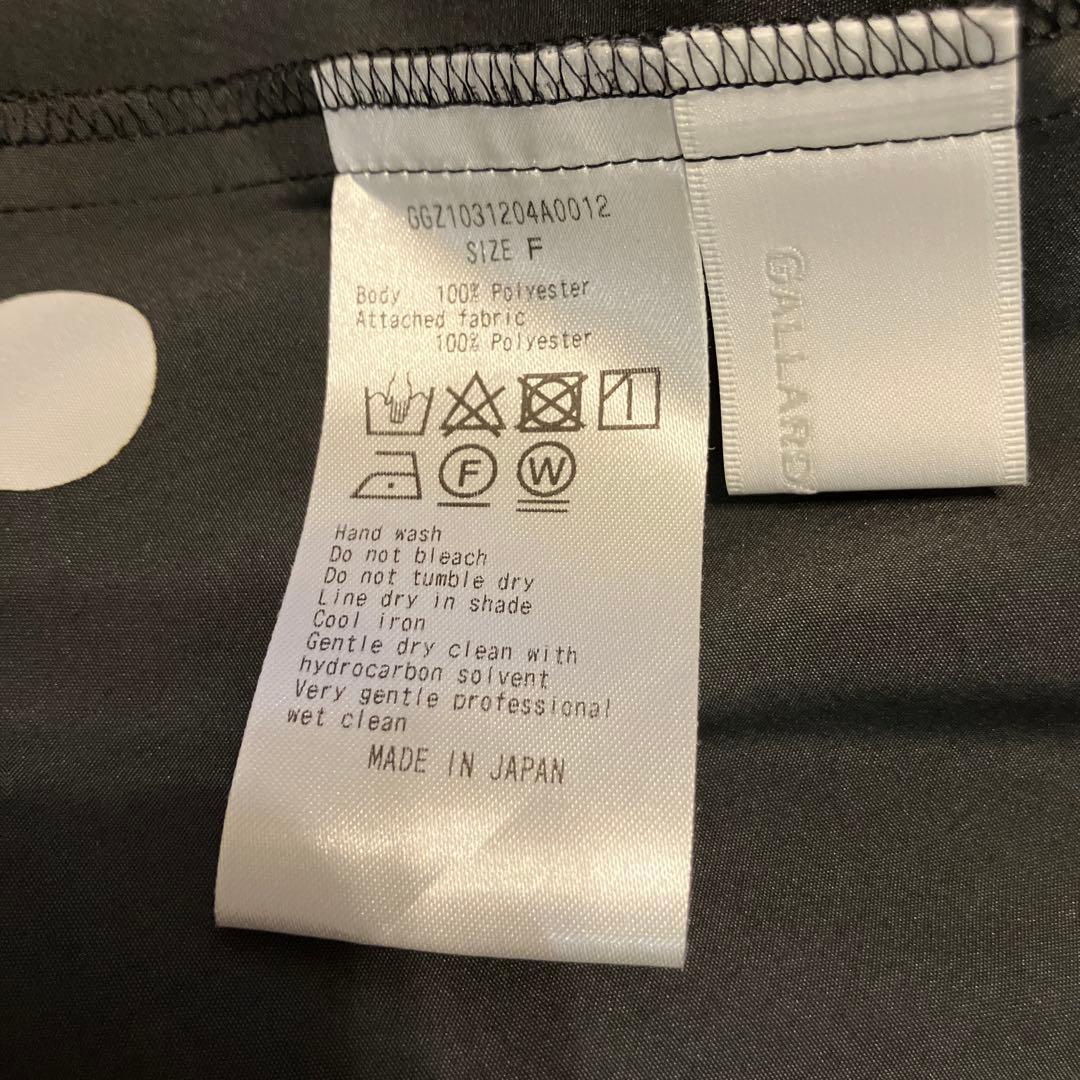 GGZ1031204A0012
SIZE F
Body 100% Polyester
Attached fabric
100% Polyester
F W
Hand wash
Do not bleach
Do not tumble dry
Line dry in shade
Cool iron
Gentle dry clean with
hydrocarbon solvent
Very gentle professional
wet clean
MADE IN JAPAN
GALLARD